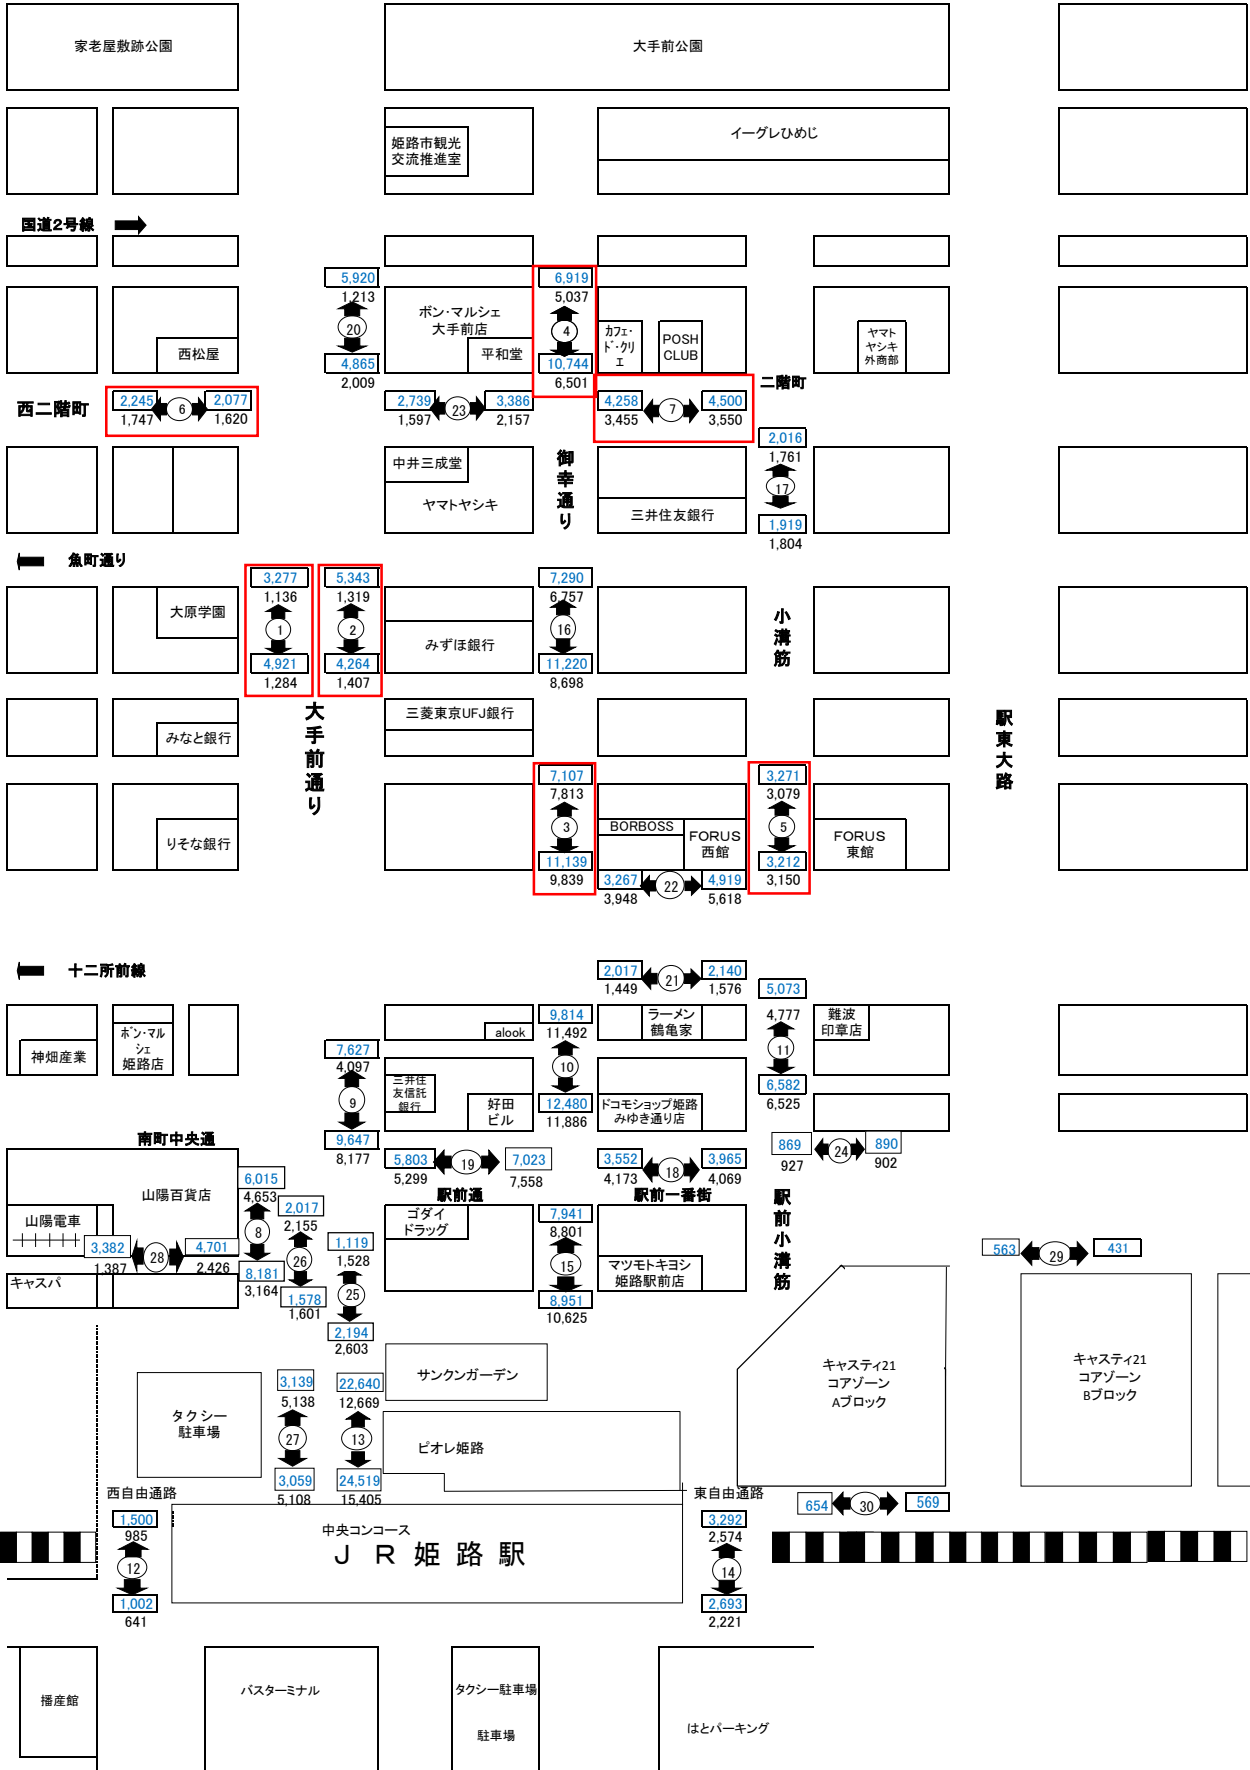 家老屋敷跡公園
大手前公園
姫路市観光
交流推進室
イーグレひめじ
国道2号線
5,920
1,213
20
4,865
2,009
ボン・マルシェ
大手前店
平和堂
6,919
5,037
4
10,744
6,501
カフェ・
ド・クリ
エ
POSH
CLUB
ヤマト
ヤシキ
外商部
西松屋
二階町
西二階町
2,245
1,747
6
2,077
1,620
2,739
1,597
23
3,386
2,157
4,258
3,455
7
4,500
3,550
2,016
1,761
17
1,919
1,804
中井三成堂
ヤマトヤシキ
御幸通り
三井住友銀行
魚町通り
大原学園
3,277
1,136
1
4,921
1,284
5,343
1,319
2
4,264
1,407
みずほ銀行
7,290
6,757
16
11,220
8,698
小溝筋
みなと銀行
大手前通り
三菱東京UFJ銀行
駅東大路
りそな銀行
7,107
7,813
3
11,139
9,839
BORBOSS
FORUS
西館
3,271
3,079
5
3,212
3,150
FORUS
東館
3,267
3,948
22
4,919
5,618
十二所前線
2,017
1,449
21
2,140
1,576
神畑産業
ボン・マル
シェ
姫路店
7,627
4,097
9
9,647
8,177
alook
三井住
友信託
銀行
好田
ビル
9,814
11,492
10
12,480
11,886
ラーメン
鶴亀家
ドコモショップ姫路
みゆき通り店
5,073
4,777
11
6,582
6,525
難波
印章店
南町中央通
5,803
5,299
19
7,023
7,558
3,552
4,173
18
3,965
4,069
869
927
24
890
902
駅前通
駅前一番街
駅前小溝筋
山陽百貨店
山陽電車
3,382
1,387
28
4,701
2,426
キャスパ
6,015
4,653
8
8,181
3,164
2,017
2,155
26
1,578
1,601
1,119
1,528
25
2,194
2,603
ゴダイ
ドラッグ
7,941
8,801
15
8,951
10,625
マツモトキヨシ
姫路駅前店
563
29
431
キャスティ21
コアゾーン
Aブロック
キャスティ21
コアゾーン
Bブロック
タクシー
駐車場
3,139
5,138
27
3,059
5,108
22,640
12,669
13
24,519
15,405
サンクンガーデン
ピオレ姫路
西自由通路
1,500
985
12
1,002
641
中央コンコース
JR姫路駅
東自由通路
3,292
2,574
14
2,693
2,221
654
30
569
播産館
バスターミナル
タクシー駐車場
駐車場
はとパーキング